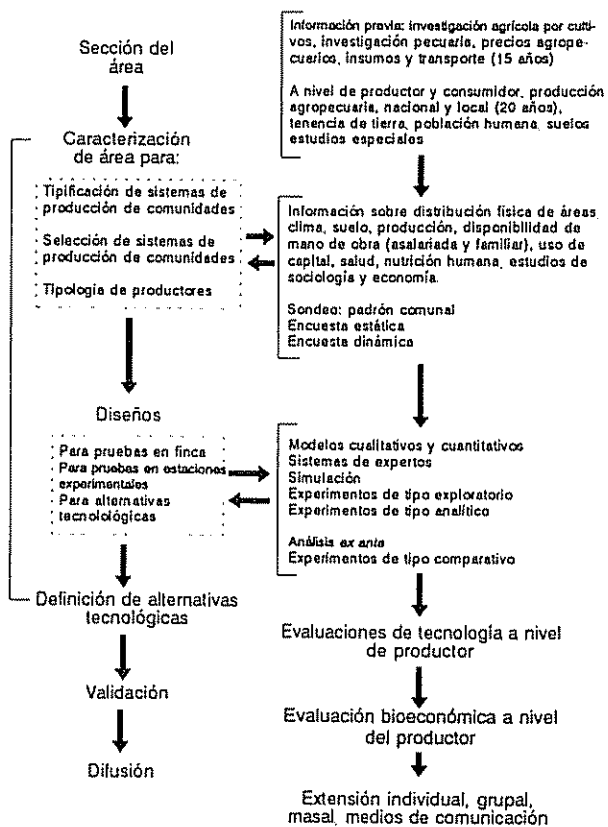 Sección del
área
Caracterización
de área para:
Tipificación de sistemas de
producción de comunidades
Selección de sistemas de
producción de comunidades
Tipología de productores
Diseños
Para pruebas en finca
Para pruebas en estaciones
experimentales
Para alternativas
tecnolológicas
Definición de alternativas
tecnológicas
Validación
Difusión
Información previa: investigación agrícola por culti-
vos, investigación pecuaria, precios agrope-
cuarios, insumos y transporte (15 años)
A nivel de productor y consumidor, producción
agropecuaria, nacional y local (20 años),
tenencia de tierra, población humana, suelos
estudios especiales
Información sobre distribución física de áreas,
clima, suelo, producción, disponibilidad de
mano de obra (asalariada y familiar), uso de
capital, salud, nutrición humana, estudios de
sociología y economía.
Sondeo: padrón comunal
Encuesta estática
Encuesta dinámica
Modelos cualitativos y cuantitativos
Sistemas de expertos
Simulación
Experimentos de tipo exploratorio
Experimentos de tipo analítico
Análisis ex ante
Experimentos de tipo comparativo
Evaluaciones de tecnología a nivel
de productor
Evaluación bioeconómica a nivel
del productor
Extensión individual, grupal,
masal, medios de comunicación